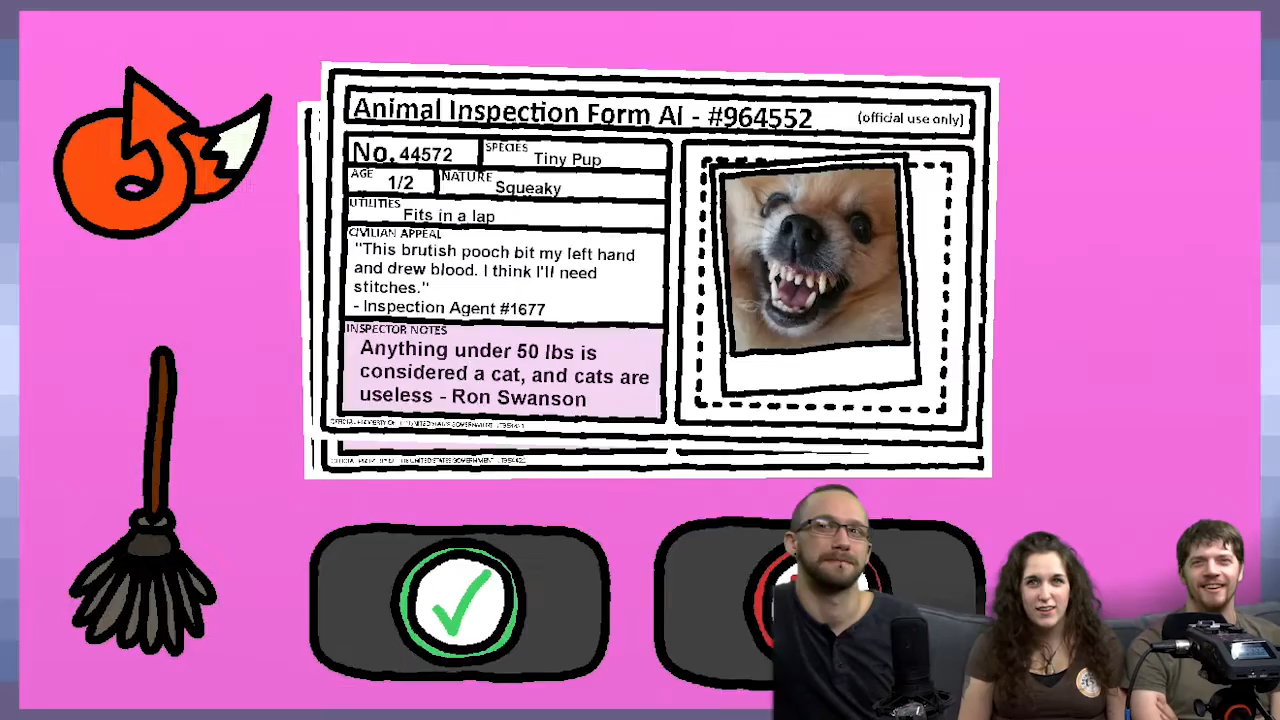 Animal Inspection Form AI - #964552 (official use only)
No. 44572 SPECIES Tiny Pup
AGE 1/2 NATURE Squeaky
UTILITIES Fits in a lap
CIVILIAN APPEAL
"This brutish pooch bit my left hand
and drew blood. I think I'll need
stitches."
- Inspection Agent #1677
INSPECTOR NOTES
Anything under 50 lbs is
considered a cat, and cats are
useless - Ron Swanson